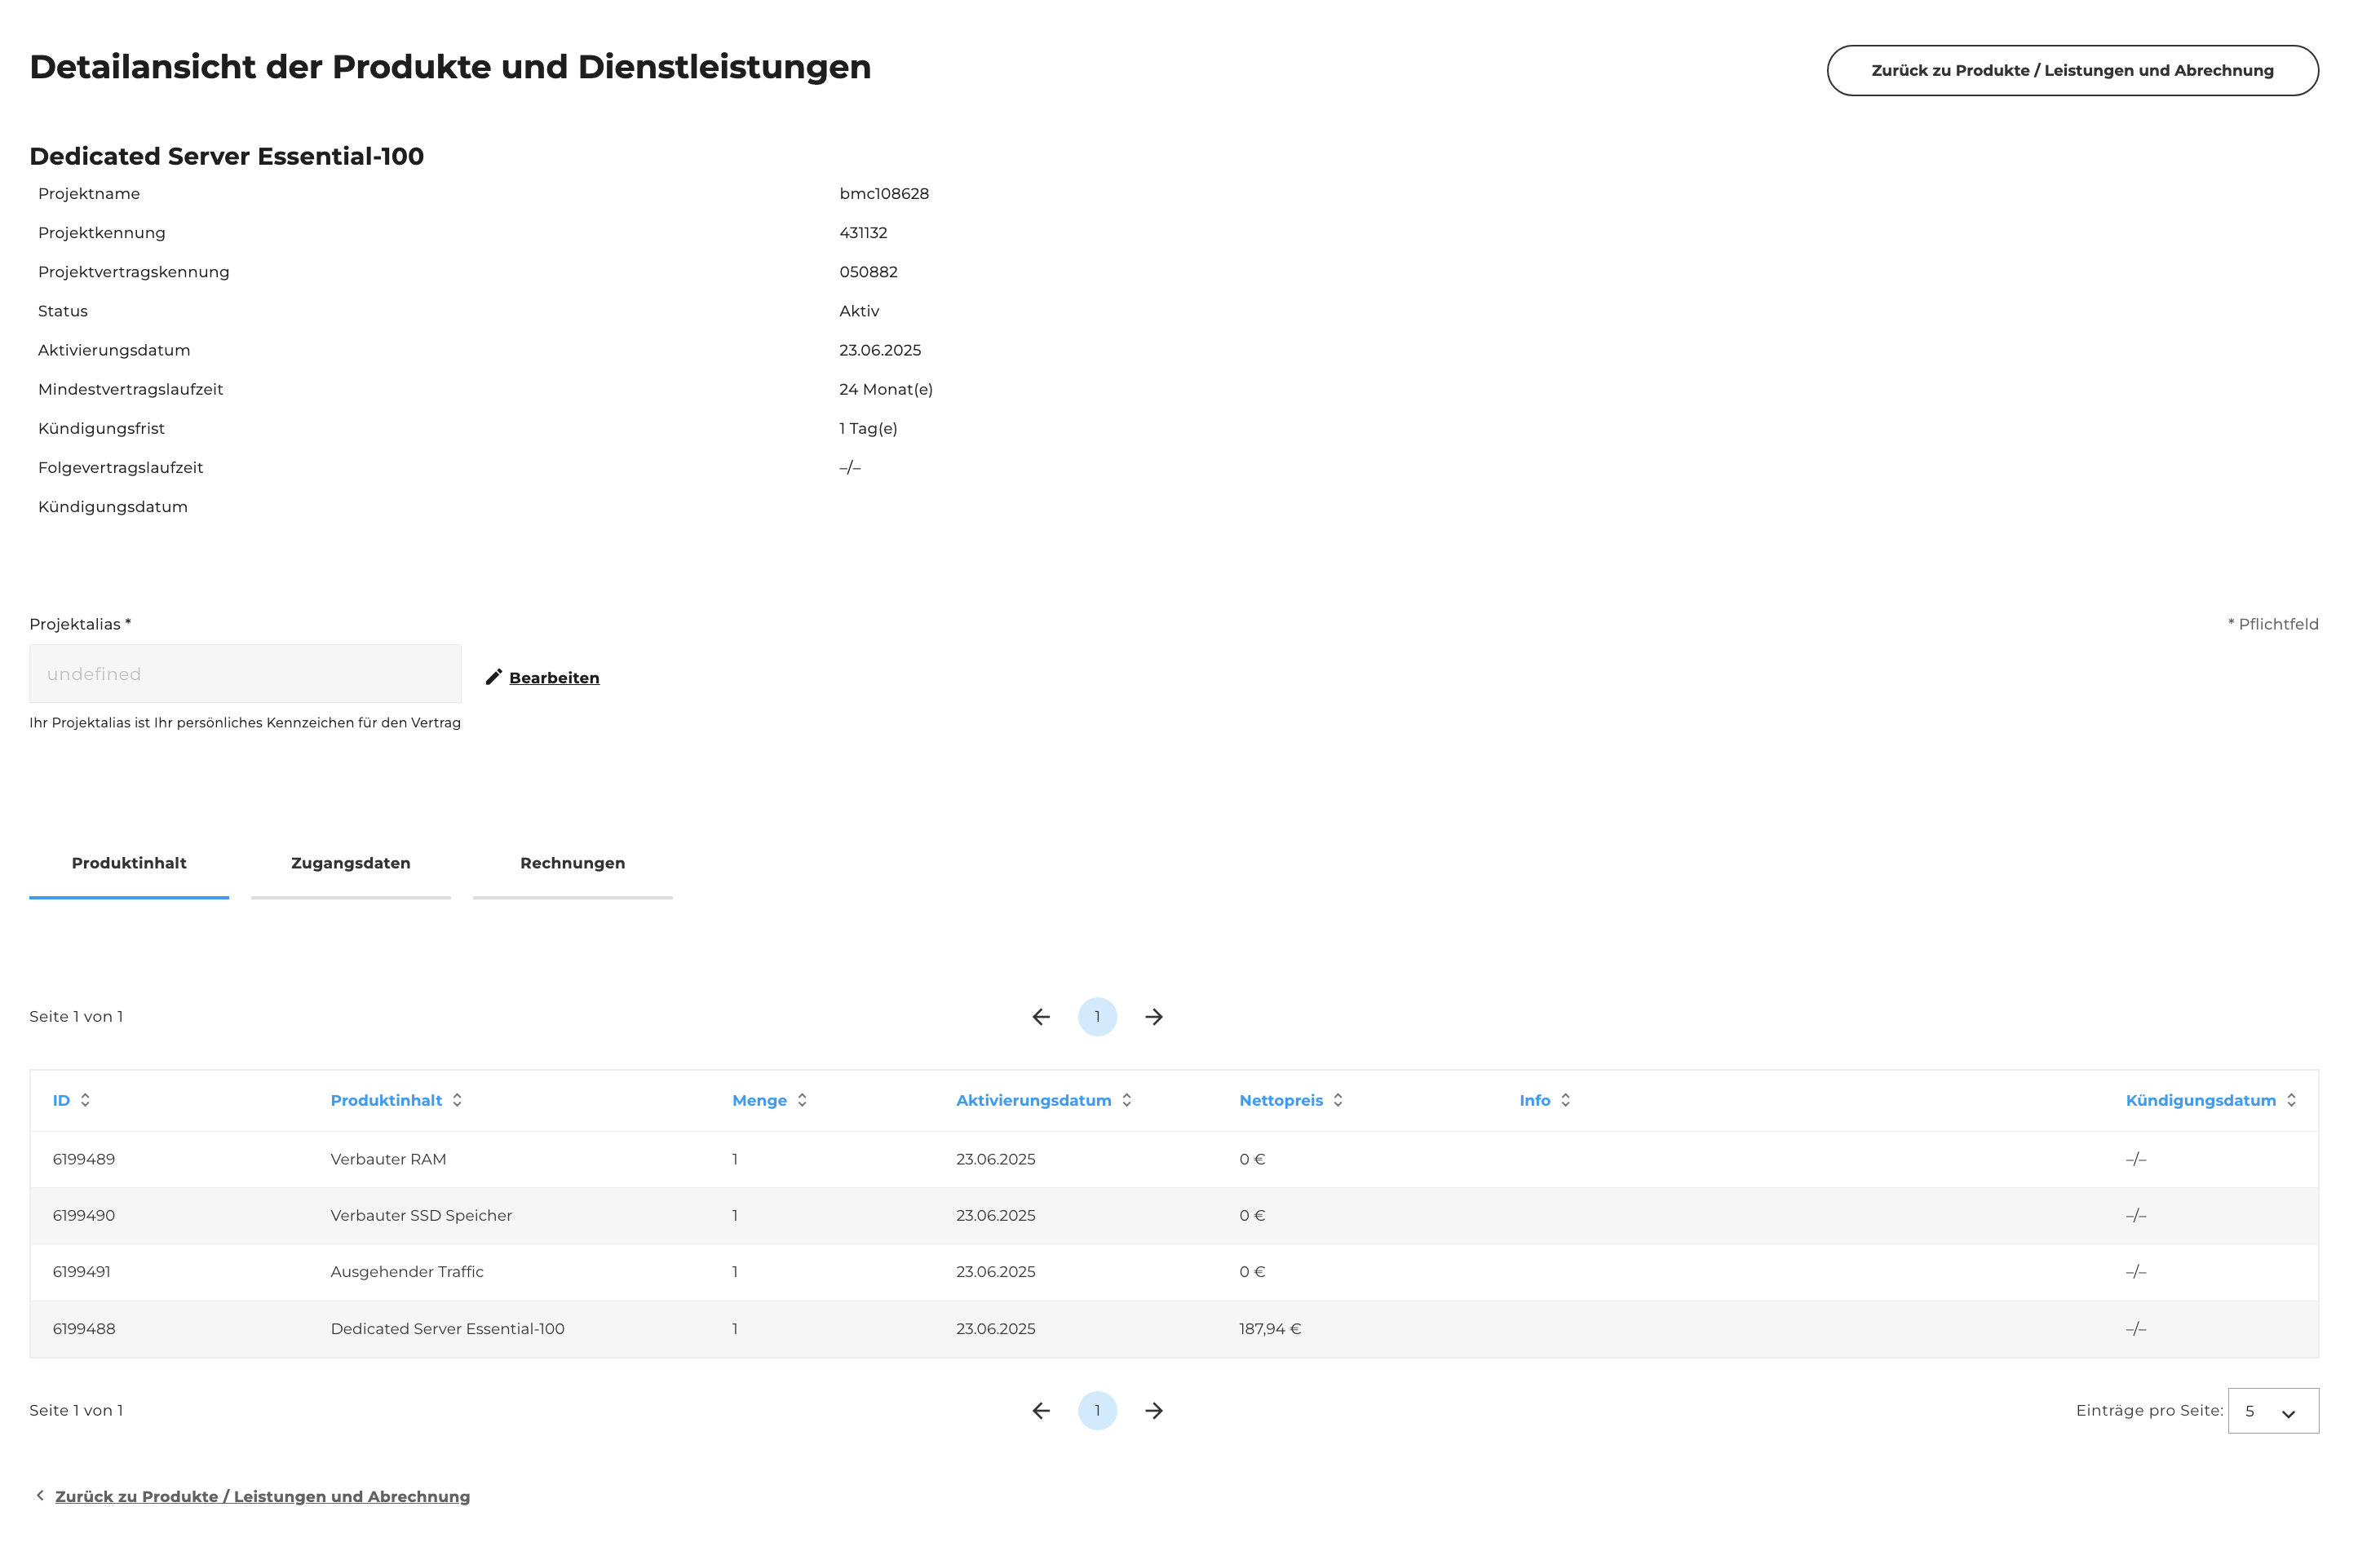 Detailansicht der Produkte und Dienstleistungen
Zurück zu Produkte / Leistungen und Abrechnung
Dedicated Server Essential-100
Projektname bmc108628
Projektkennung 431132
Projektvertragskennung 050882
Status Aktiv
Aktivierungsdatum 23.06.2025
Mindestvertragslaufzeit 24 Monat(e)
Kündigungsfrist 1 Tag(e)
Folgevertragslaufzeit –/–
Kündigungsdatum
Projektalias *
* Pflichtfeld
undefined
Bearbeiten
Ihr Projektalias ist Ihr persönliches Kennzeichen für den Vertrag
Produktinhalt Zugangsdaten Rechnungen
Seite 1 von 1 1
ID Produktinhalt Menge Aktivierungsdatum Nettopreis Info Kündigungsdatum
6199489 Verbauter RAM 1 23.06.2025 0 € –/–
6199490 Verbauter SSD Speicher 1 23.06.2025 0 € –/–
6199491 Ausgehender Traffic 1 23.06.2025 0 € –/–
6199488 Dedicated Server Essential-100 1 23.06.2025 187,94 € –/–
Seite 1 von 1 1 Einträge pro Seite: 5
Zurück zu Produkte / Leistungen und Abrechnung